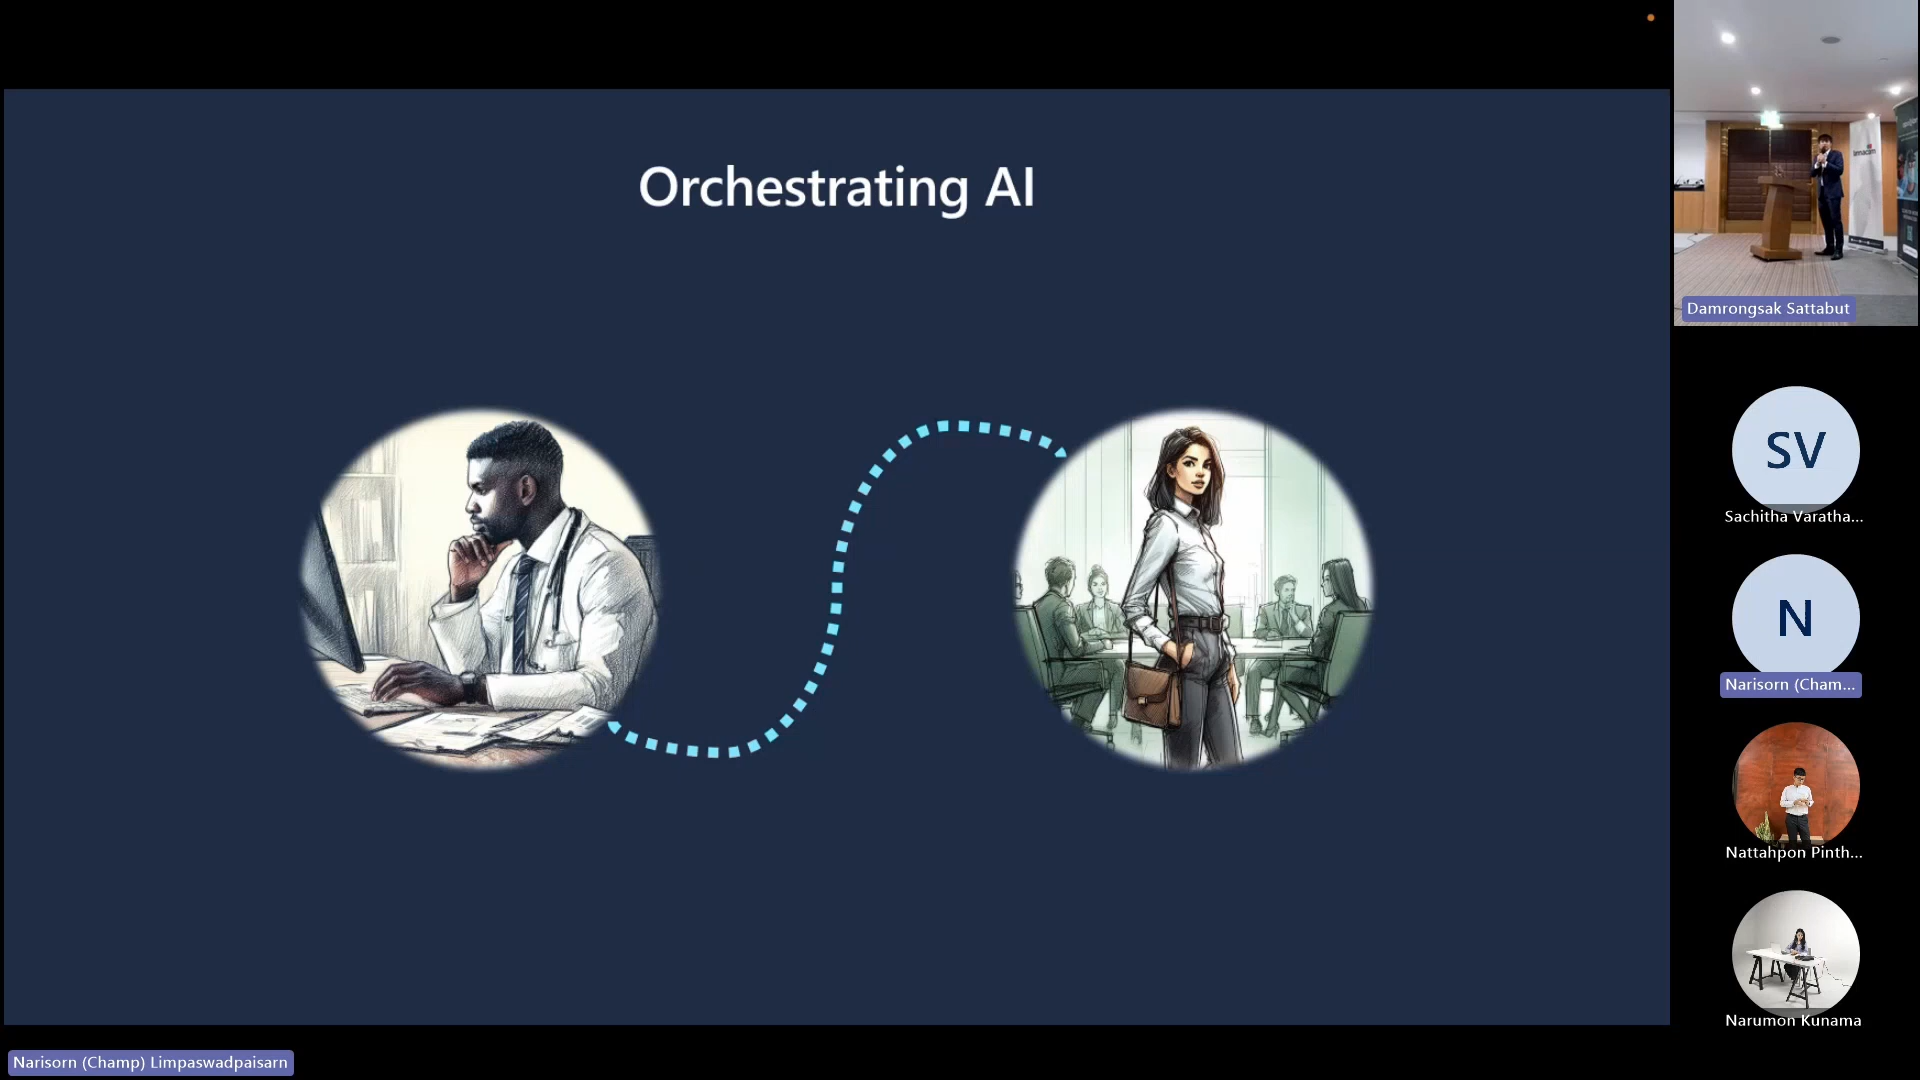 Orchestrating AI
Damrongsak Sattabut
SV
Sachitha Varatha...
N
Narisorn (Cham...
Nattahpon Pinth...
Narumon Kunama
Narisorn (Champ) Limpaswadpaisarn